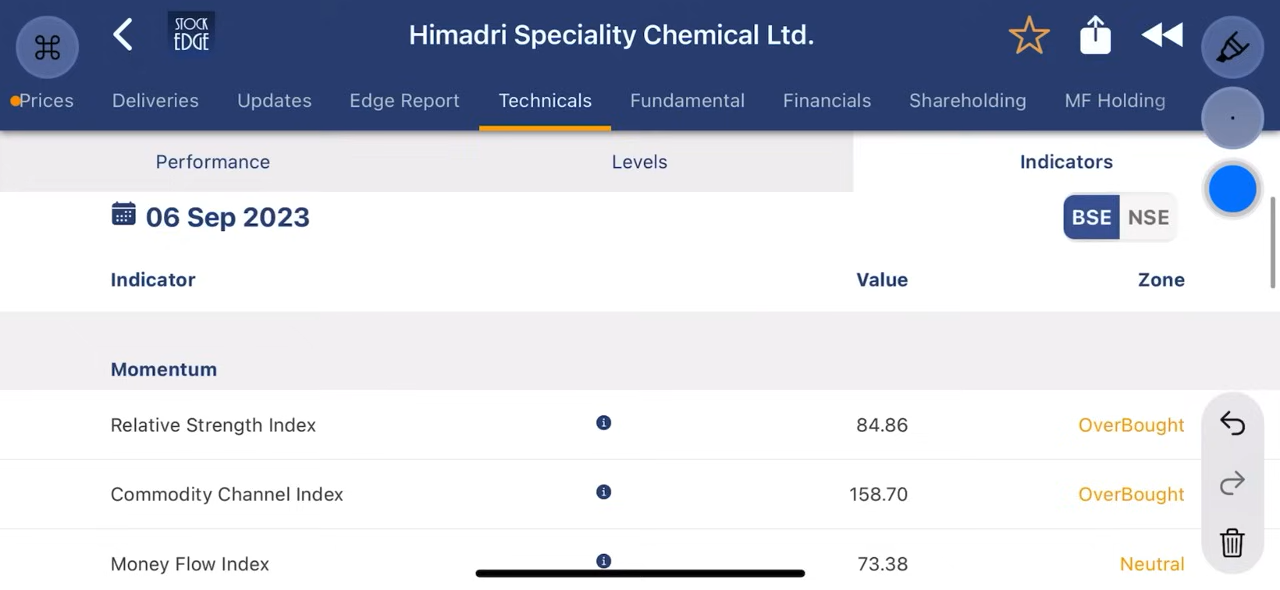 STOCK
EDGE
Himadri Speciality Chemical Ltd.
Prices Deliveries Updates Edge Report Technicals Fundamental Financials Shareholding MF Holding
Performance Levels Indicators
06 Sep 2023 BSE NSE
Indicator Value Zone
Momentum
Relative Strength Index 84.86 OverBought
Commodity Channel Index 158.70 OverBought
Money Flow Index 73.38 Neutral